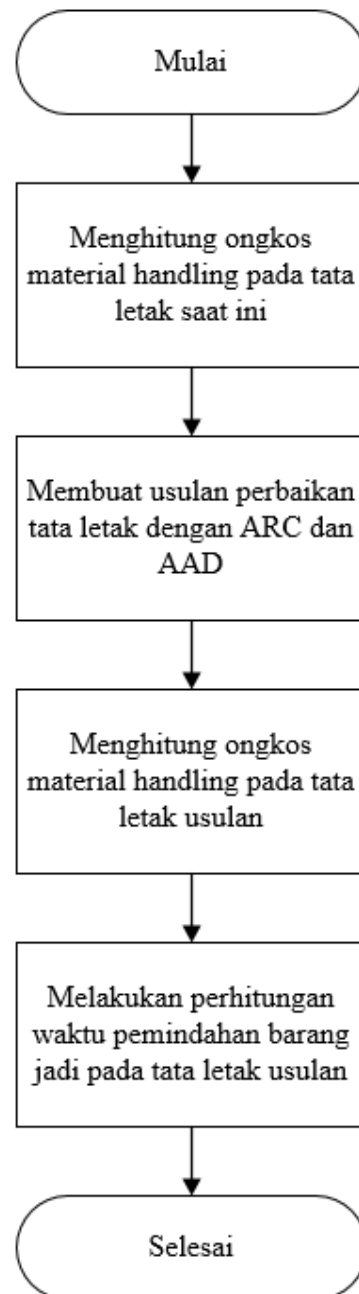 Mulai
Menghitung ongkos
material handling pada tata
letak saat ini
Membuat usulan perbaikan
tata letak dengan ARC dan
AAD
Menghitung ongkos
material handling pada tata
letak usulan
Melakukan perhitungan
waktu pemindahan barang
jadi pada tata letak usulan
Selesai